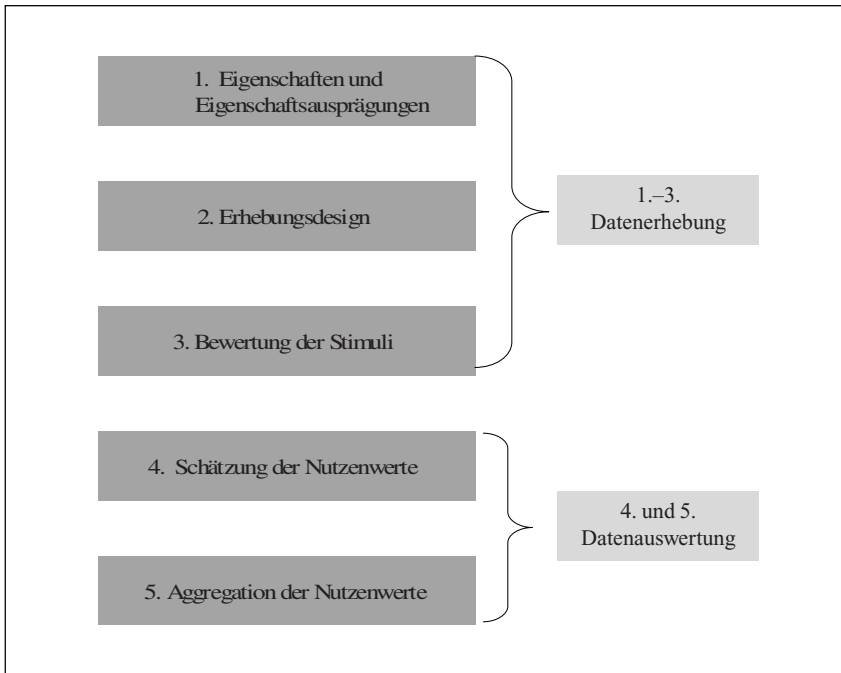 1. Eigenschaften und
Eigenschaftsausprägungen
2. Erhebungsdesign
3. Bewertung der Stimuli
1.–3.
Datenerhebung
4. Schätzung der Nutzenwerte
5. Aggregation der Nutzenwerte
4. und 5.
Datenauswertung